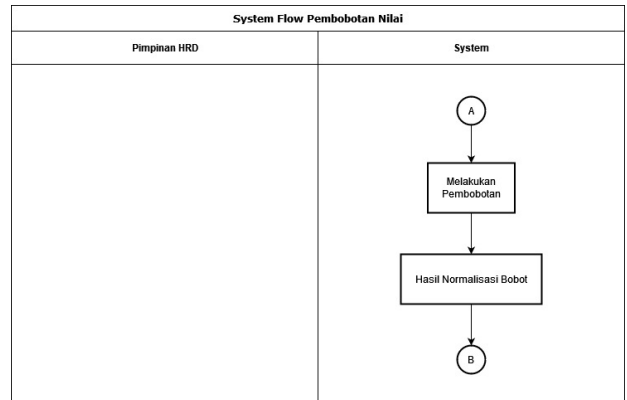 System Flow Pembobotan Nilai
Pimpinan HRD
System
A
Melakukan
Pembobotan
Hasil Normalisasi Bobot
B